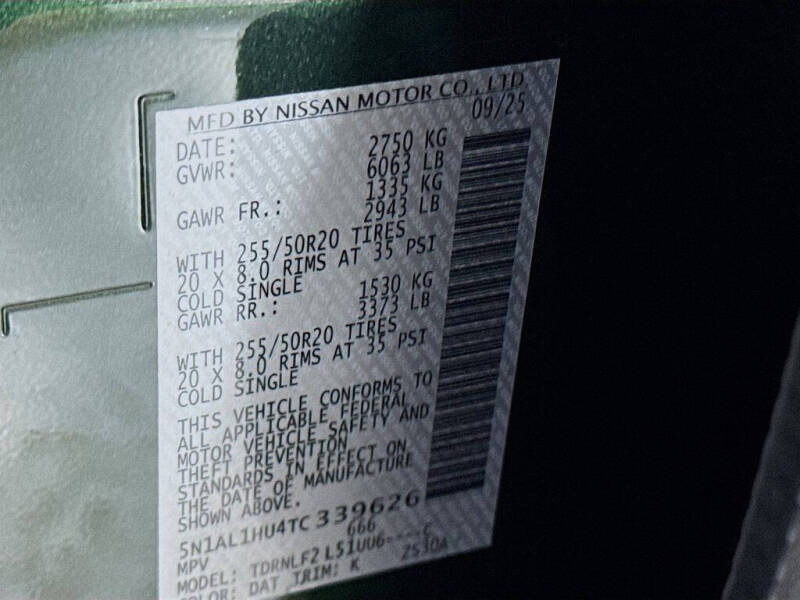 MFD BY NISSAN MOTOR CO., LTD
DATE: 09/25
GVWR: 2750 KG
6063 LB
GAWR FR.: 1335 KG
2943 LB
WITH 255/50R20 TIRES
20 X 8.0 RIMS AT 35 PSI
COLD SINGLE
GAWR RR.: 1530 KG
3373 LB
WITH 255/50R20 TIRES
20 X 8.0 RIMS AT 35 PSI
COLD SINGLE
THIS VEHICLE CONFORMS TO
ALL APPLICABLE FEDERAL
MOTOR VEHICLE SAFETY AND
THEFT PREVENTION
STANDARDS IN EFFECT ON
THE DATE OF MANUFACTURE
SHOWN ABOVE.
5N1AL1HU4TC339626
MPV 666
MODEL: TDRNLF2 L51UU6----C
COLOR: DAT TRIM: K 2530A